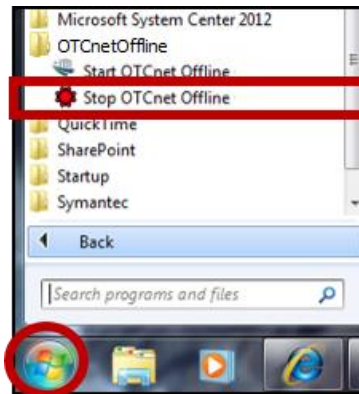 Microsoft System Center 2012
OTCnetOffline
Start OTCnet Offline
Stop OTCnet Offline
QuickTime
SharePoint
Startup
Symantec
Back
Search programs and files